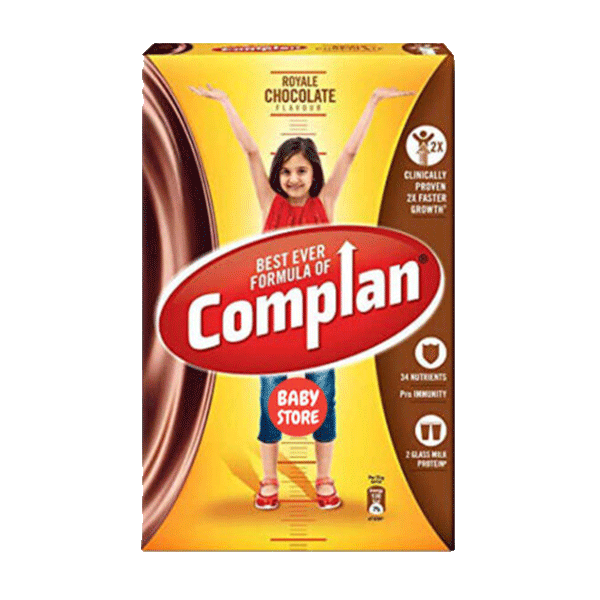 Complan
ROYALE
CHOCOLATE
FLAVOUR
2X
CLINICALLY
PROVEN
2X FASTER
GROWTH*
BEST EVER
FORMULA OF
Complan®
34 NUTRIENTS
Pro IMMUNITY
BABY
STORE
2 GLASS MILK
PROTEIN*